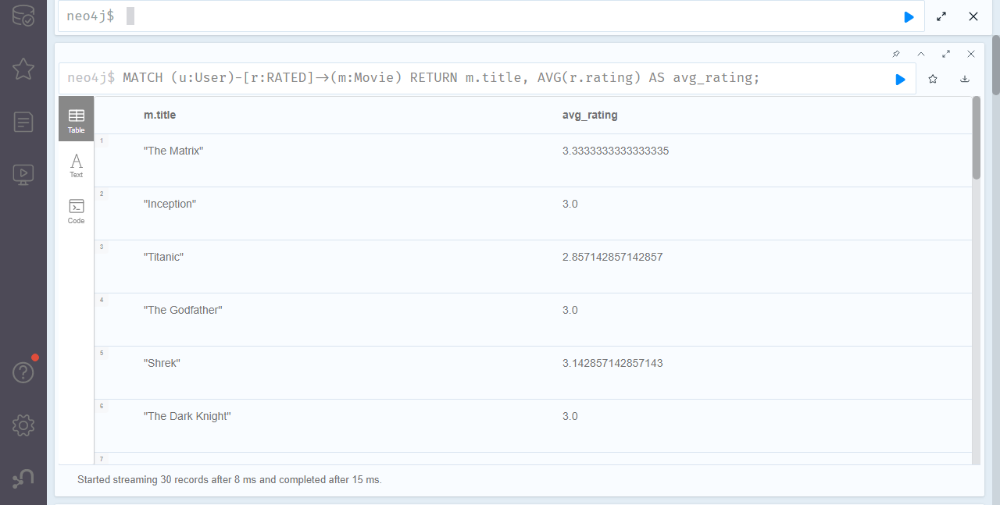 neo4j$
neo4j$ MATCH (u:User)-[r:RATED]→(m:Movie) RETURN m.title, AVG(r.rating) AS avg_rating;
Table
Text
Code
m.title avg_rating
1 "The Matrix" 3.3333333333333335
2 "Inception" 3.0
3 "Titanic" 2.857142857142857
4 "The Godfather" 3.0
5 "Shrek" 3.142857142857143
6 "The Dark Knight" 3.0
7
Started streaming 30 records after 8 ms and completed after 15 ms.